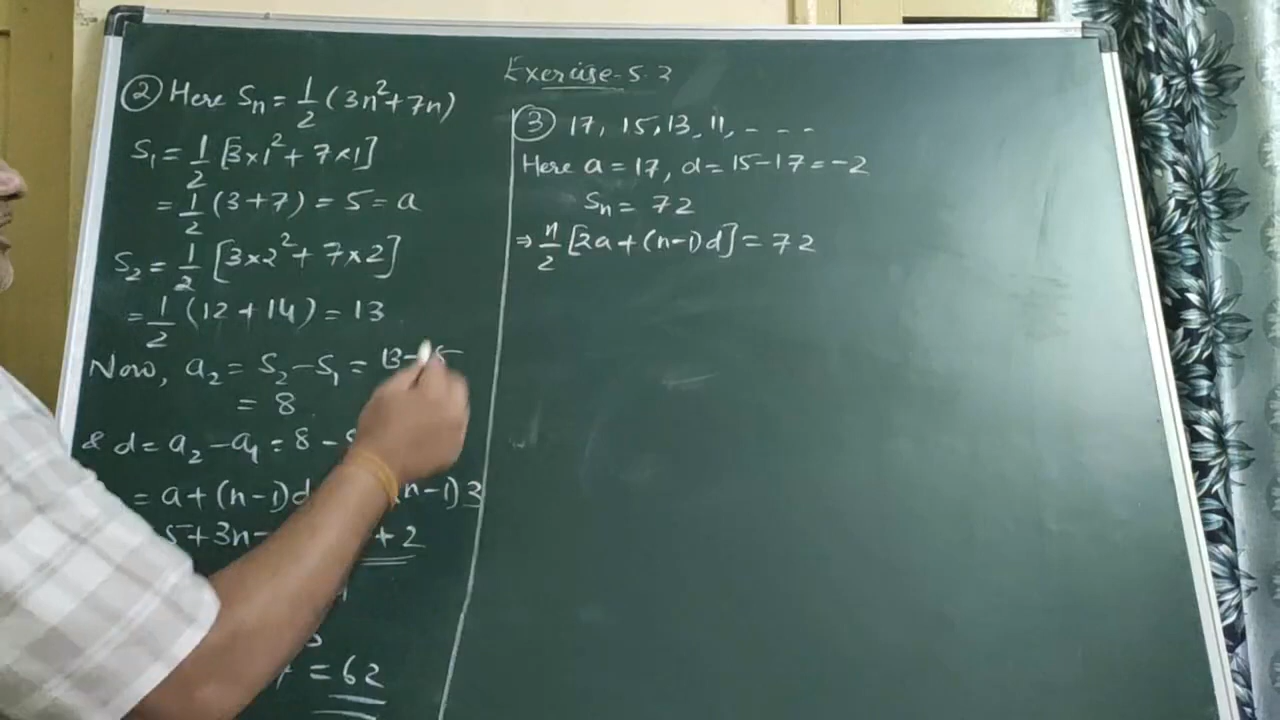 Exercise-5.3
② Here Sn = 1/2 (3n² + 7n)
S₁ = 1/2 [3×1² + 7×1]
= 1/2 (3+7) = 5 = a
S₂ = 1/2 [3×2² + 7×2]
= 1/2 (12 + 14) = 13
Now, a₂ = S₂ – S₁ = 13–5
= 8
& d = a₂ – a₁ = 8 –
= a + (n–1)d (n–1)3
5 + 3n – + 2
= 62
③ 17, 15, 13, 11, - - -
Here a = 17, d = 15–17 = –2
Sn = 72
⇒ n/2 [2a + (n–1)d] = 72